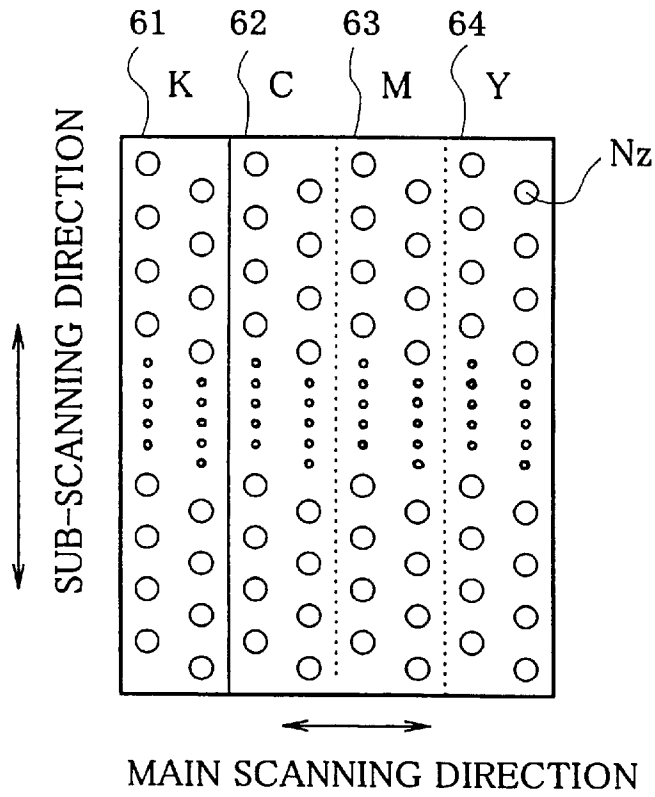 61 62 63 64
K C M Y
Nz
SUB-SCANNING DIRECTION
MAIN SCANNING DIRECTION